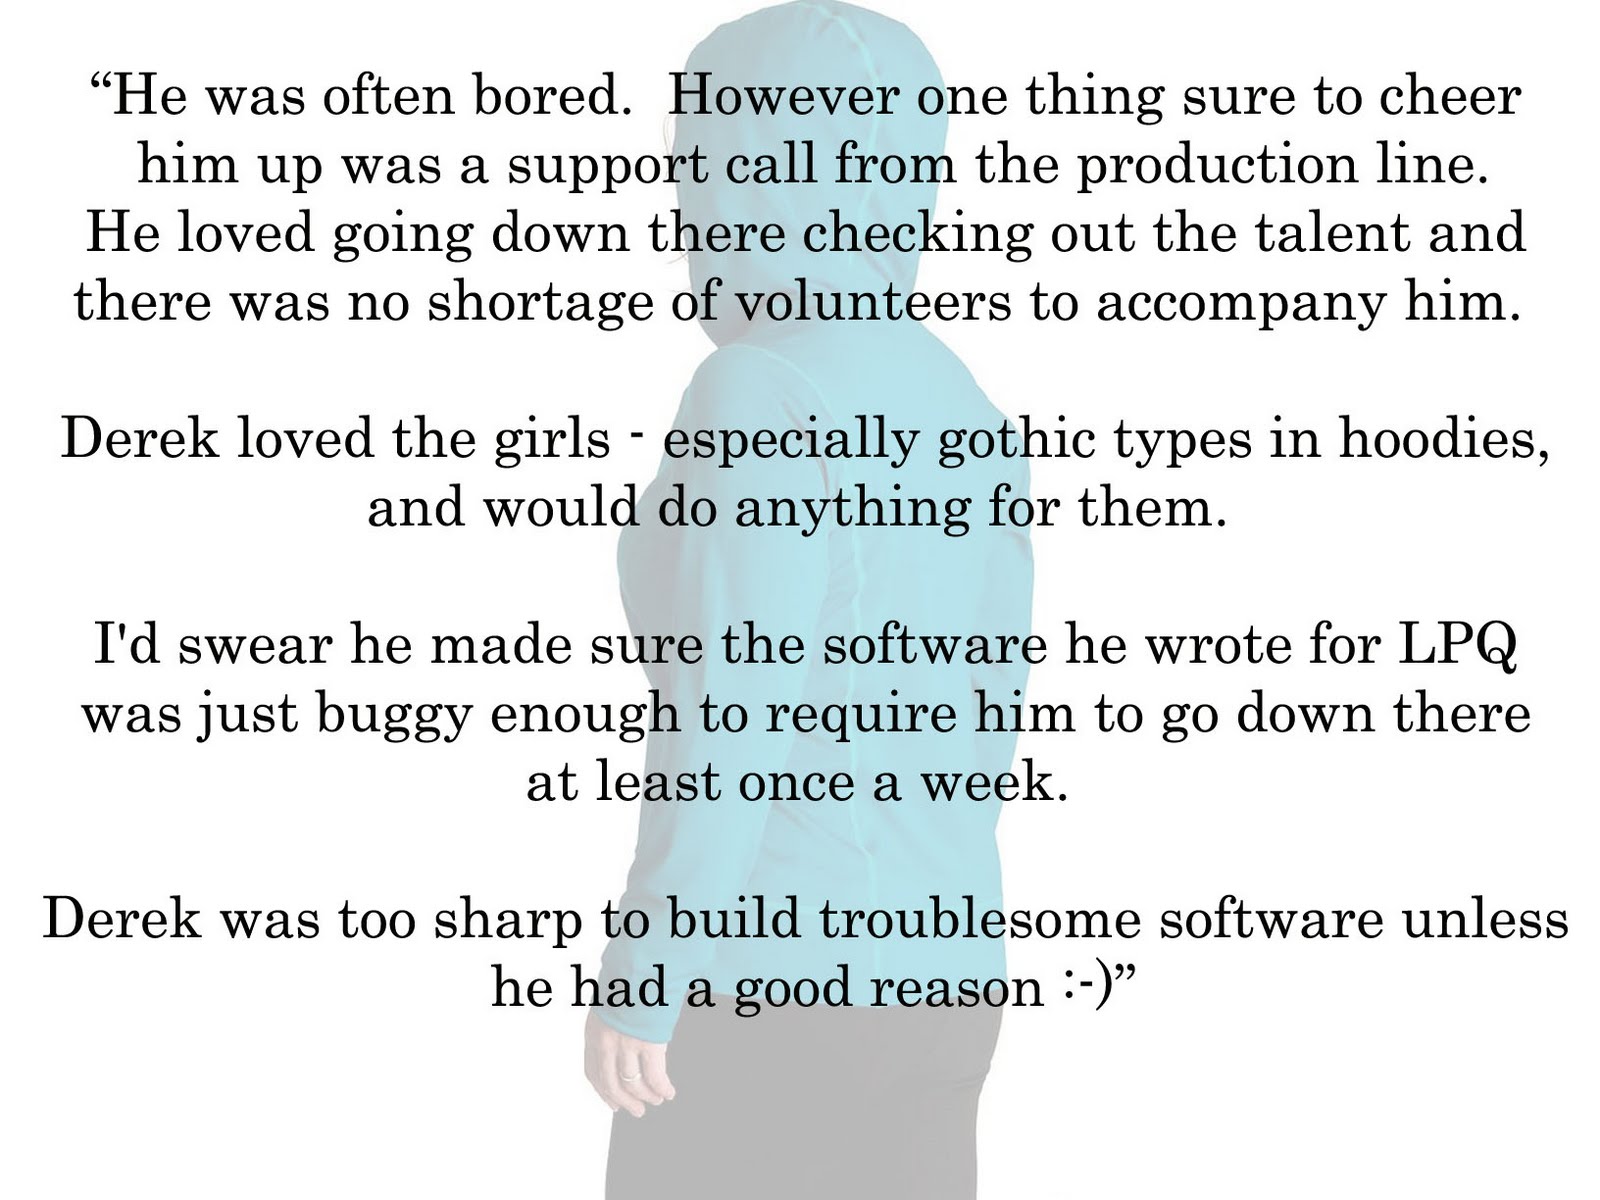 “He was often bored.  However one thing sure to cheer
him up was a support call from the production line.
He loved going down there checking out the talent and
there was no shortage of volunteers to accompany him.
Derek loved the girls - especially gothic types in hoodies,
and would do anything for them.
I'd swear he made sure the software he wrote for LPQ
was just buggy enough to require him to go down there
at least once a week.
Derek was too sharp to build troublesome software unless
he had a good reason :-)”